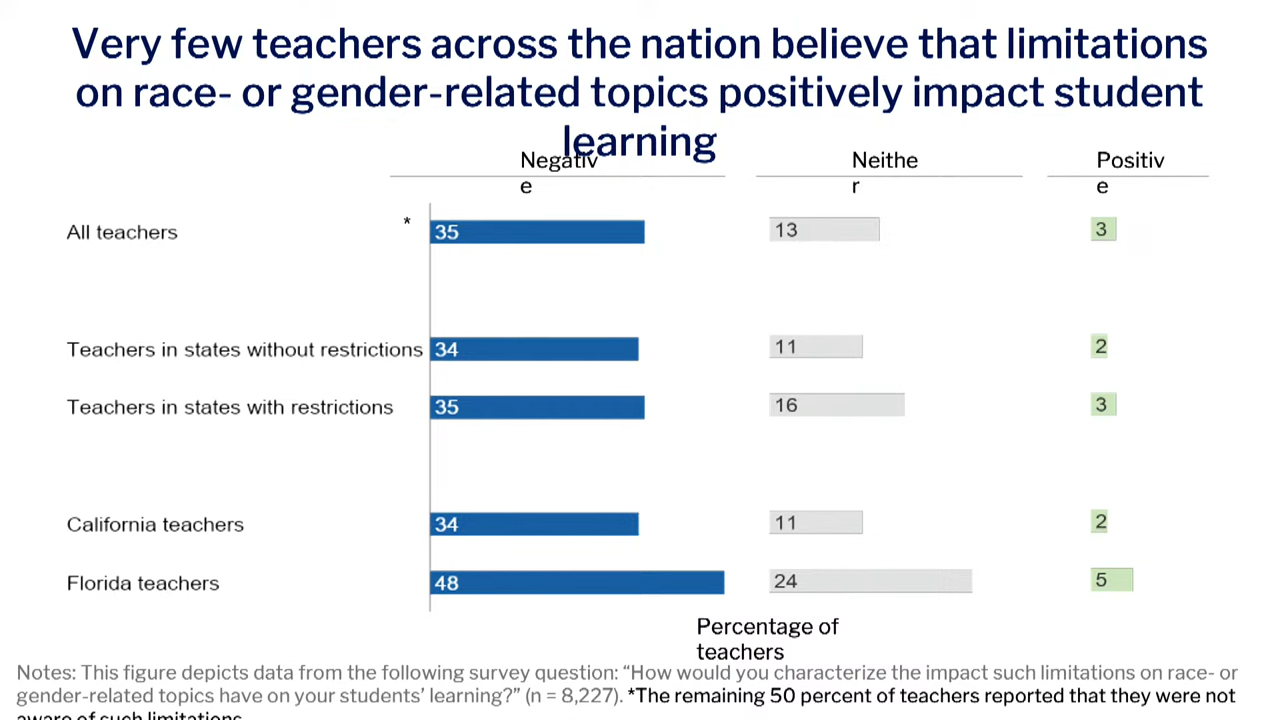 Very few teachers across the nation believe that limitations
on race- or gender-related topics positively impact student
learning
Negativ
e
Neithe
r
Positiv
e
All teachers * 35 13 3
Teachers in states without restrictions 34 11 2
Teachers in states with restrictions 35 16 3
California teachers 34 11 2
Florida teachers 48 24 5
Percentage of
teachers
Notes: This figure depicts data from the following survey question: “How would you characterize the impact such limitations on race- or
gender-related topics have on your students’ learning?” (n = 8,227). *The remaining 50 percent of teachers reported that they were not
aware of such limitations